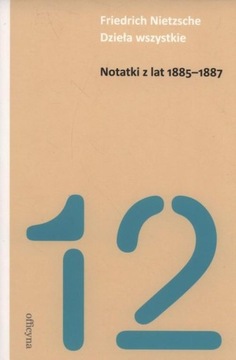 Friedrich Nietzsche
Dzieła wszystkie
Notatki z lat 1885–1887
12
officyna